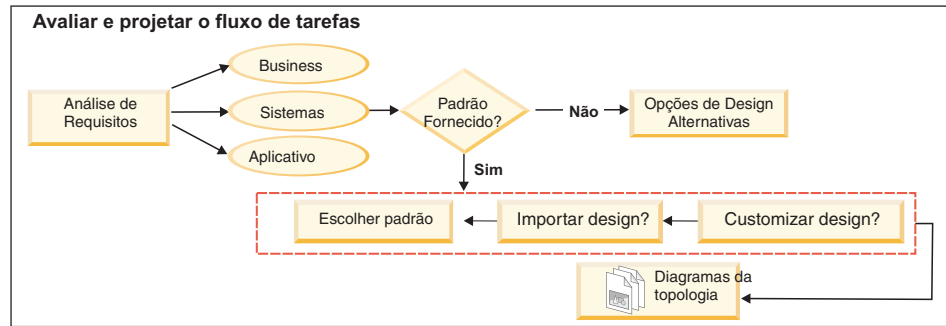 Avaliar e projetar o fluxo de tarefas
Business
Análise de
Requisitos
Sistemas
Aplicativo
Padrão
Fornecido?
Não
Opções de Design
Alternativas
Sim
Escolher padrão
Importar design?
Customizar design?
Diagramas da
topologia